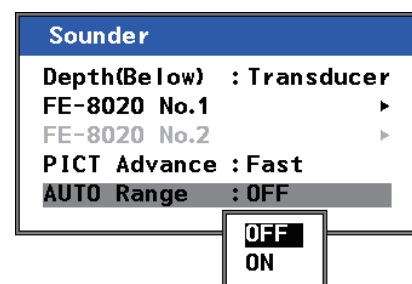 Sounder
Depth(Below) : Transducer
FE-8020 No.1 ▸
FE-8020 No.2 ▸
PICT Advance : Fast
AUTO Range : OFF
OFF
ON